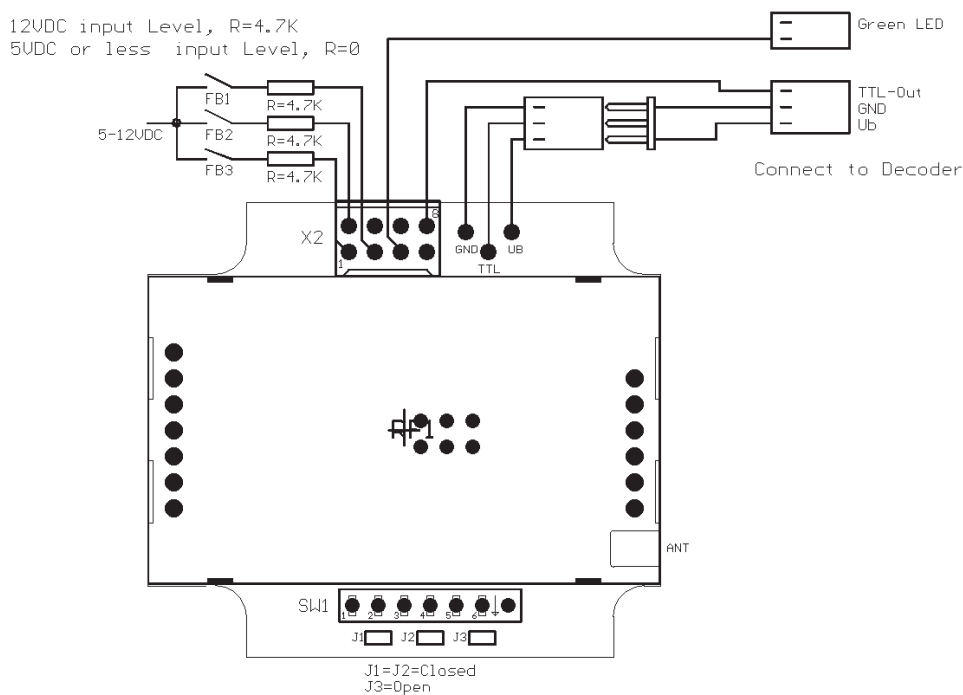 12VDC input Level, R=4.7K
5VDC or less input Level, R=0
Green LED
FB1
R=4.7K
TTL-Out
GND
Ub
5-12VDC
FB2
R=4.7K
FB3
R=4.7K
Connect to Decoder
X2
8
1
GND
UB
TTL
RP1
ANT
SW1
1 2 3 4 5 6
J1
J2
J3
J1=J2=Closed
J3=Open